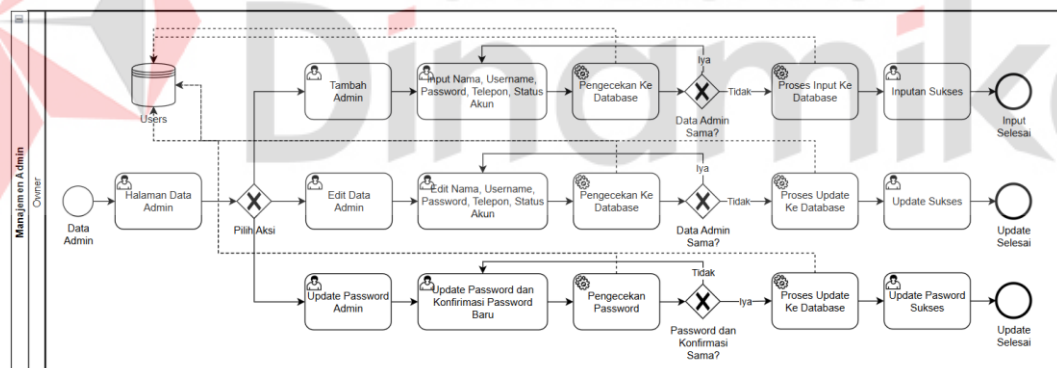 Dinamika
Manajemen Admin
Ovvner
Users
Data
Admin
Halaman Data
Admin
Pilih Aksi
Tambah
Admin
Input Nama, Username,
Password, Telepon, Status
Akun
Pengecekan Ke
Database
Iya
Data Admin
Sama?
Tidak
Proses Input Ke
Database
Inputan Sukses
Input
Selesai
Edit Data
Admin
Edit Nama, Username,
Password, Telepon, Status
Akun
Pengecekan Ke
Database
Iya
Data Admin
Sama?
Tidak
Proses Update
Ke Database
Update Sukses
Update
Selesai
Update Password
Admin
Update Password dan
Konfirmasi Password
Baru
Pengecekan
Password
Tidak
Password dan
Konfirmasi
Sama?
Iya
Proses Update
Ke Database
Update Pasword
Sukses
Update
Selesai